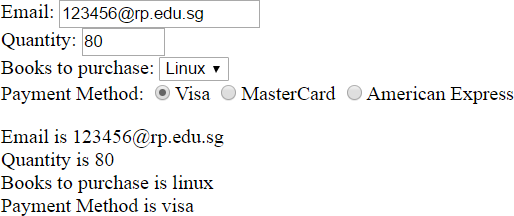 Email: 123456@rp.edu.sg
Quantity: 80
Books to purchase: Linux
Payment Method: Visa MasterCard American Express
Email is 123456@rp.edu.sg
Quantity is 80
Books to purchase is linux
Payment Method is visa